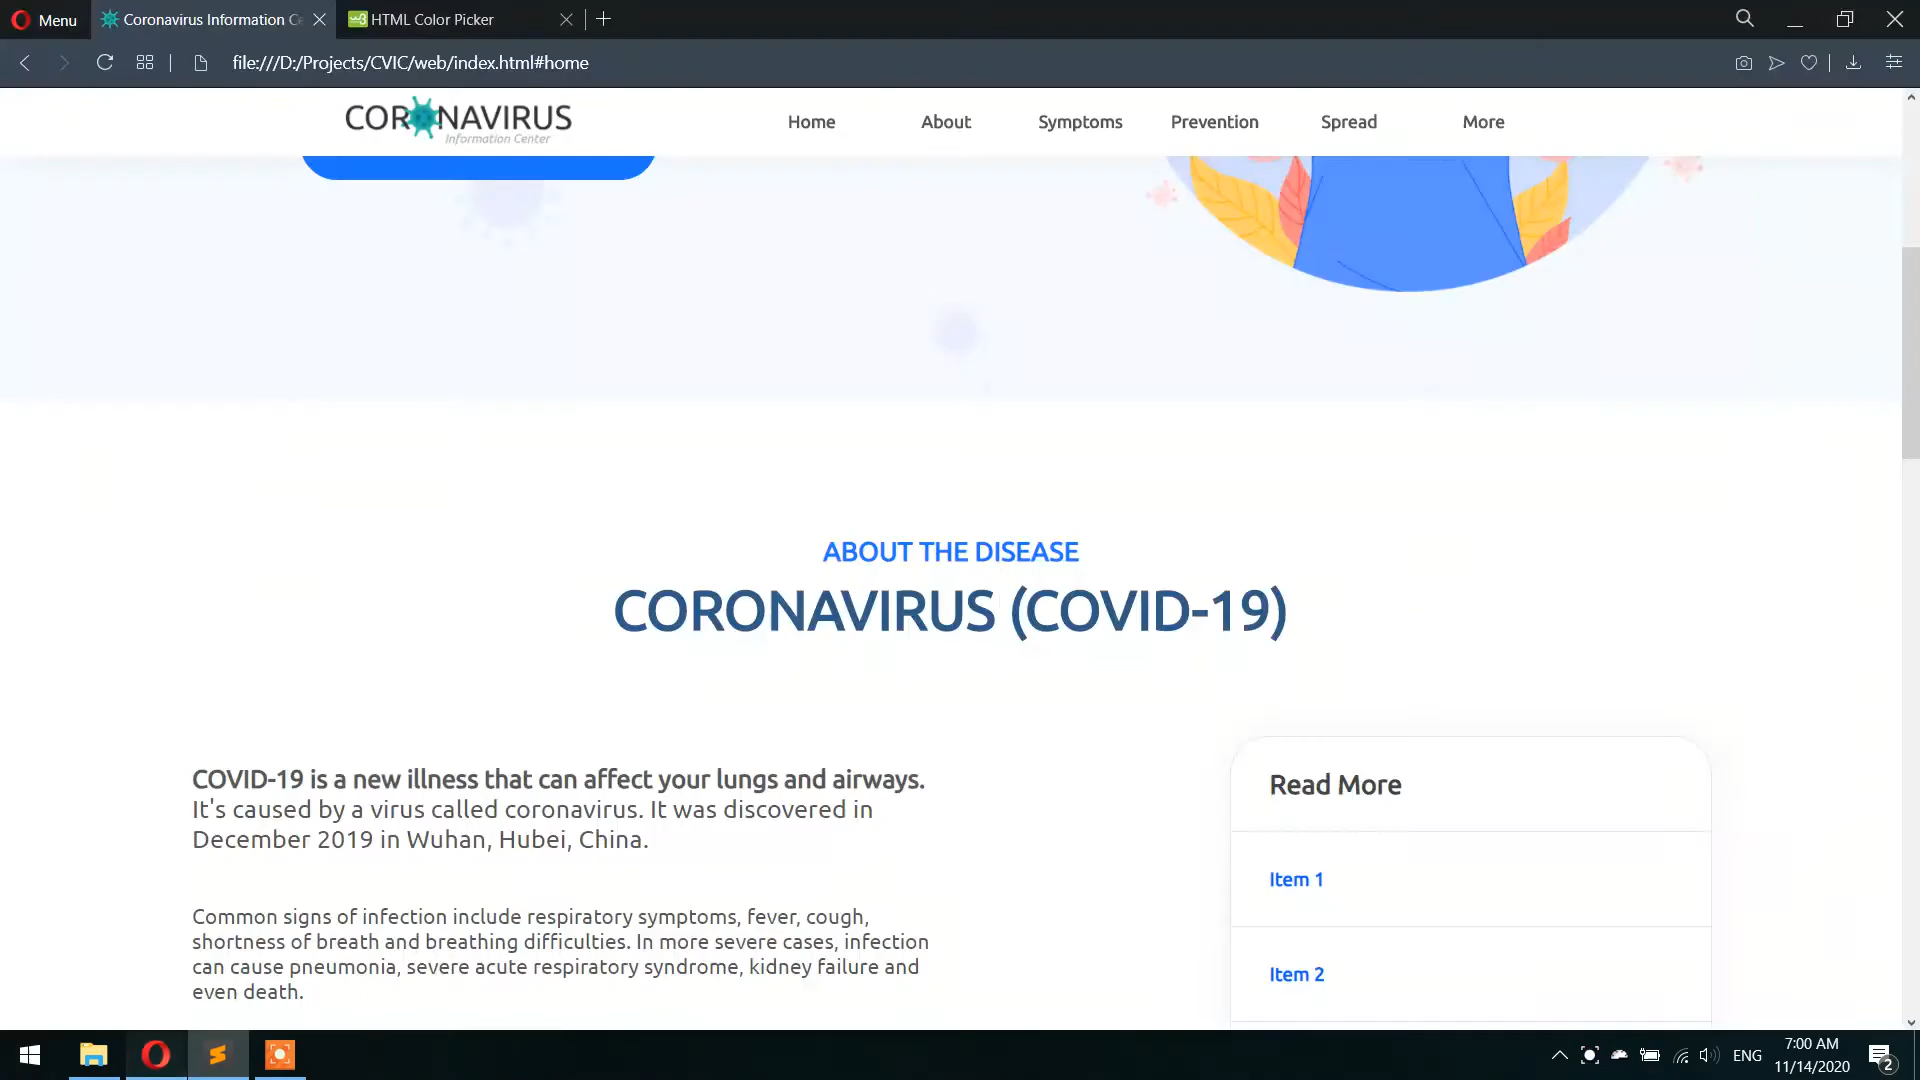 Menu
Coronavirus Information Ce
HTML Color Picker
file:///D:/Projects/CVIC/web/index.html#home
CORONAVIRUS
Information Center
Home
About
Symptoms
Prevention
Spread
More
ABOUT THE DISEASE
CORONAVIRUS (COVID-19)
COVID-19 is a new illness that can affect your lungs and airways.
It's caused by a virus called coronavirus. It was discovered in
December 2019 in Wuhan, Hubei, China.
Common signs of infection include respiratory symptoms, fever, cough,
shortness of breath and breathing difficulties. In more severe cases, infection
can cause pneumonia, severe acute respiratory syndrome, kidney failure and
even death.
Read More
Item 1
Item 2
ENG
7:00 AM
11/14/2020
2